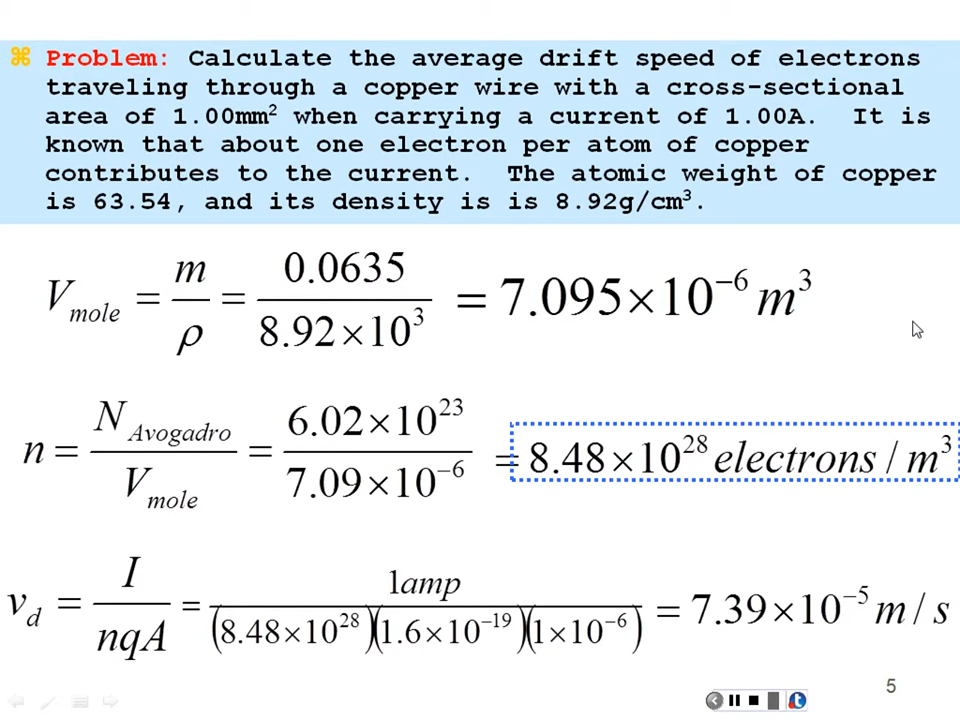 ⌘ Problem: Calculate the average drift speed of electrons
traveling through a copper wire with a cross-sectional
area of 1.00mm² when carrying a current of 1.00A. It is
known that about one electron per atom of copper
contributes to the current. The atomic weight of copper
is 63.54, and its density is is 8.92g/cm³.
V_mole = m/ρ = 0.0635/(8.92×10³) = 7.095×10⁻⁶ m³
n = N_Avogadro/V_mole = (6.02×10²³)/(7.09×10⁻⁶) = 8.48×10²⁸ electrons / m³
v_d = I/(nqA) = 1amp/((8.48×10²⁸)(1.6×10⁻¹⁹)(1×10⁻⁶)) = 7.39×10⁻⁵ m / s
5